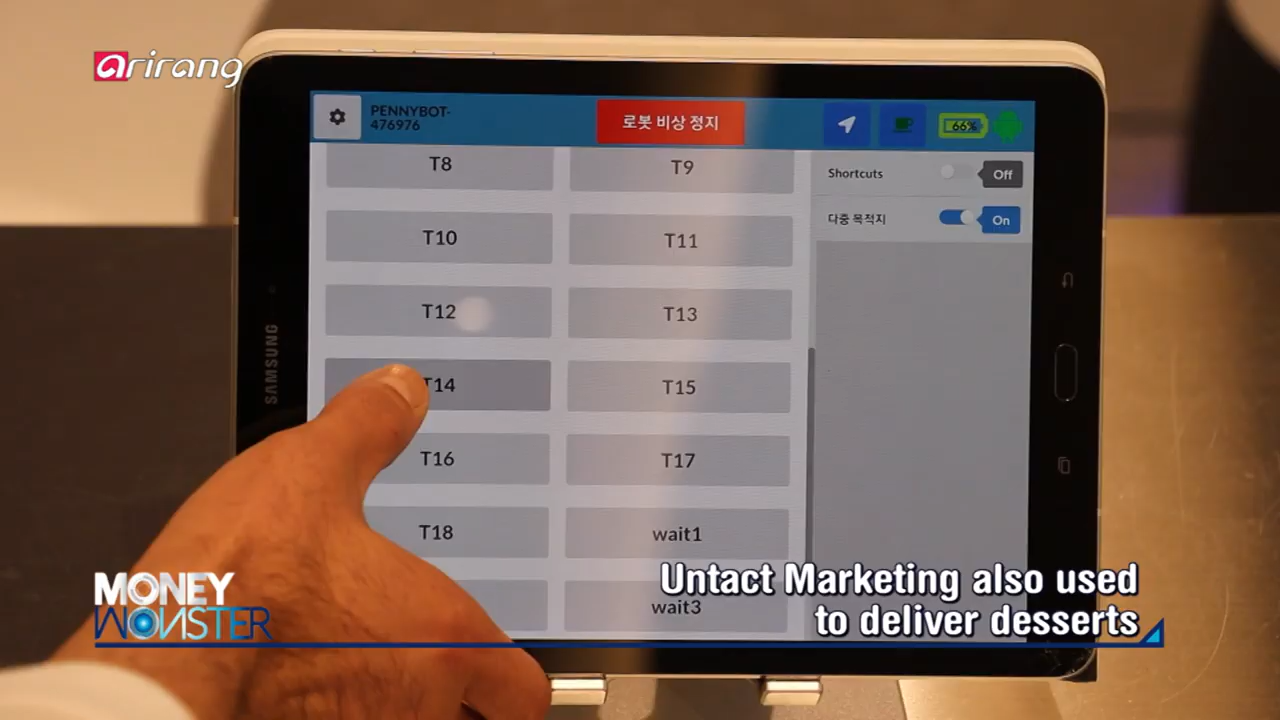 arirang
PENNYBOT-
476976
로봇 비상 정지
66%
T8
T9
Shortcuts
Off
다중 목적지
On
T10
T11
T12
T13
T14
T15
T16
T17
T18
wait1
wait3
SAMSUNG
MONEY
MONSTER
Untact Marketing also used
to deliver desserts